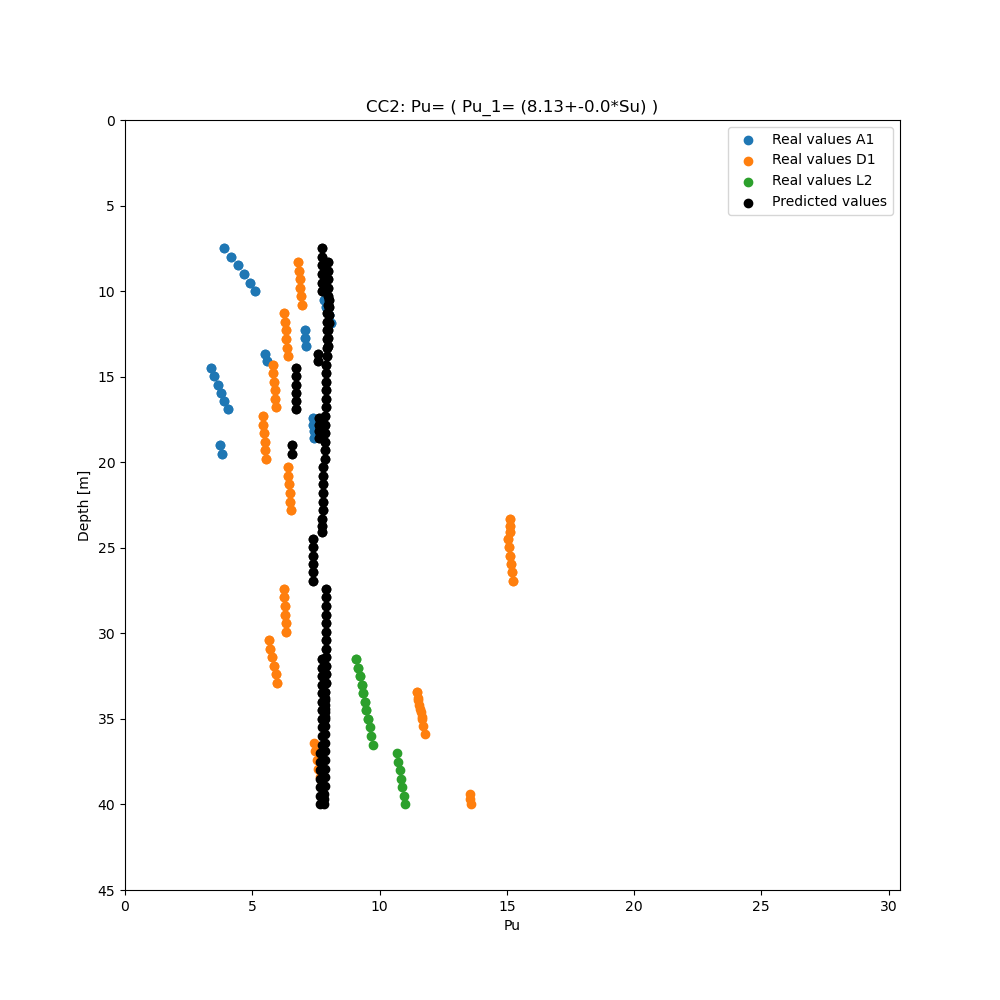 CC2: Pu= ( Pu_1= (8.13+-0.0*Su) )
Real values A1
Real values D1
Real values L2
Predicted values
0
5
10
15
20
25
30
35
40
45
Depth [m]
0 5 10 15 20 25 30
Pu